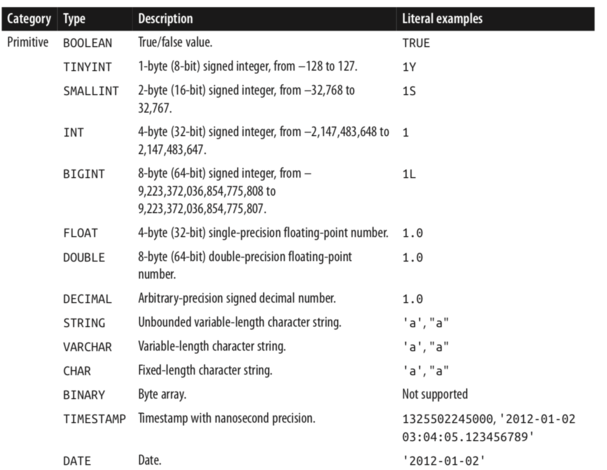 Category Type Description Literal examples
Primitive BOOLEAN True/false value. TRUE
TINYINT 1-byte (8-bit) signed integer, from –128 to 127. 1Y
SMALLINT 2-byte (16-bit) signed integer, from –32,768 to 1S
32,767.
INT 4-byte (32-bit) signed integer, from –2,147,483,648 to 1
2,147,483,647.
BIGINT 8-byte (64-bit) signed integer, from – 1L
9,223,372,036,854,775,808 to
9,223,372,036,854,775,807.
FLOAT 4-byte (32-bit) single-precision floating-point number. 1.0
DOUBLE 8-byte (64-bit) double-precision floating-point 1.0
number.
DECIMAL Arbitrary-precision signed decimal number. 1.0
STRING Unbounded variable-length character string. 'a',"a"
VARCHAR Variable-length character string. 'a',"a"
CHAR Fixed-length character string. 'a',"a"
BINARY Byte array. Not supported
TIMESTAMP Timestamp with nanosecond precision. 1325502245000, '2012-01-02
03:04:05.123456789'
DATE Date. '2012-01-02'